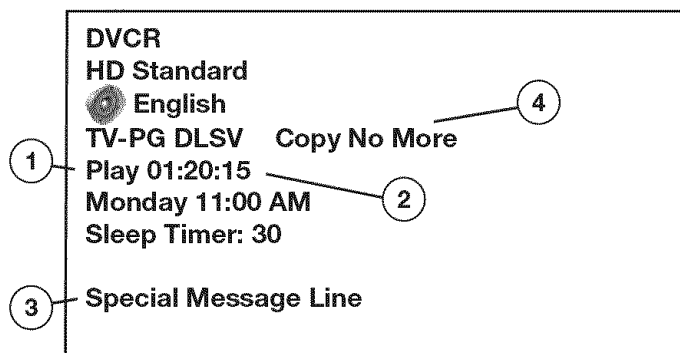 DVCR
HD Standard
English
TV-PG DLSV Copy No More
Play 01:20:15
Monday 11:00 AM
Sleep Timer: 30
Special Message Line
1
2
3
4